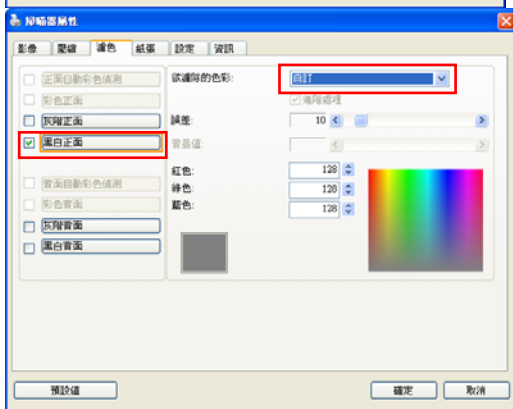 掃瞄器屬性
影像 壓縮 濾色 紙張 設定 資訊
正面自動彩色偵測
彩色正面
灰階正面
黑白正面
背面自動彩色偵測
彩色背面
灰階背面
黑白背面
欲濾除的色彩: 自訂
進階處理
誤差: 10
背景值:
紅色: 128
綠色: 128
藍色: 128
預設值 確定 取消